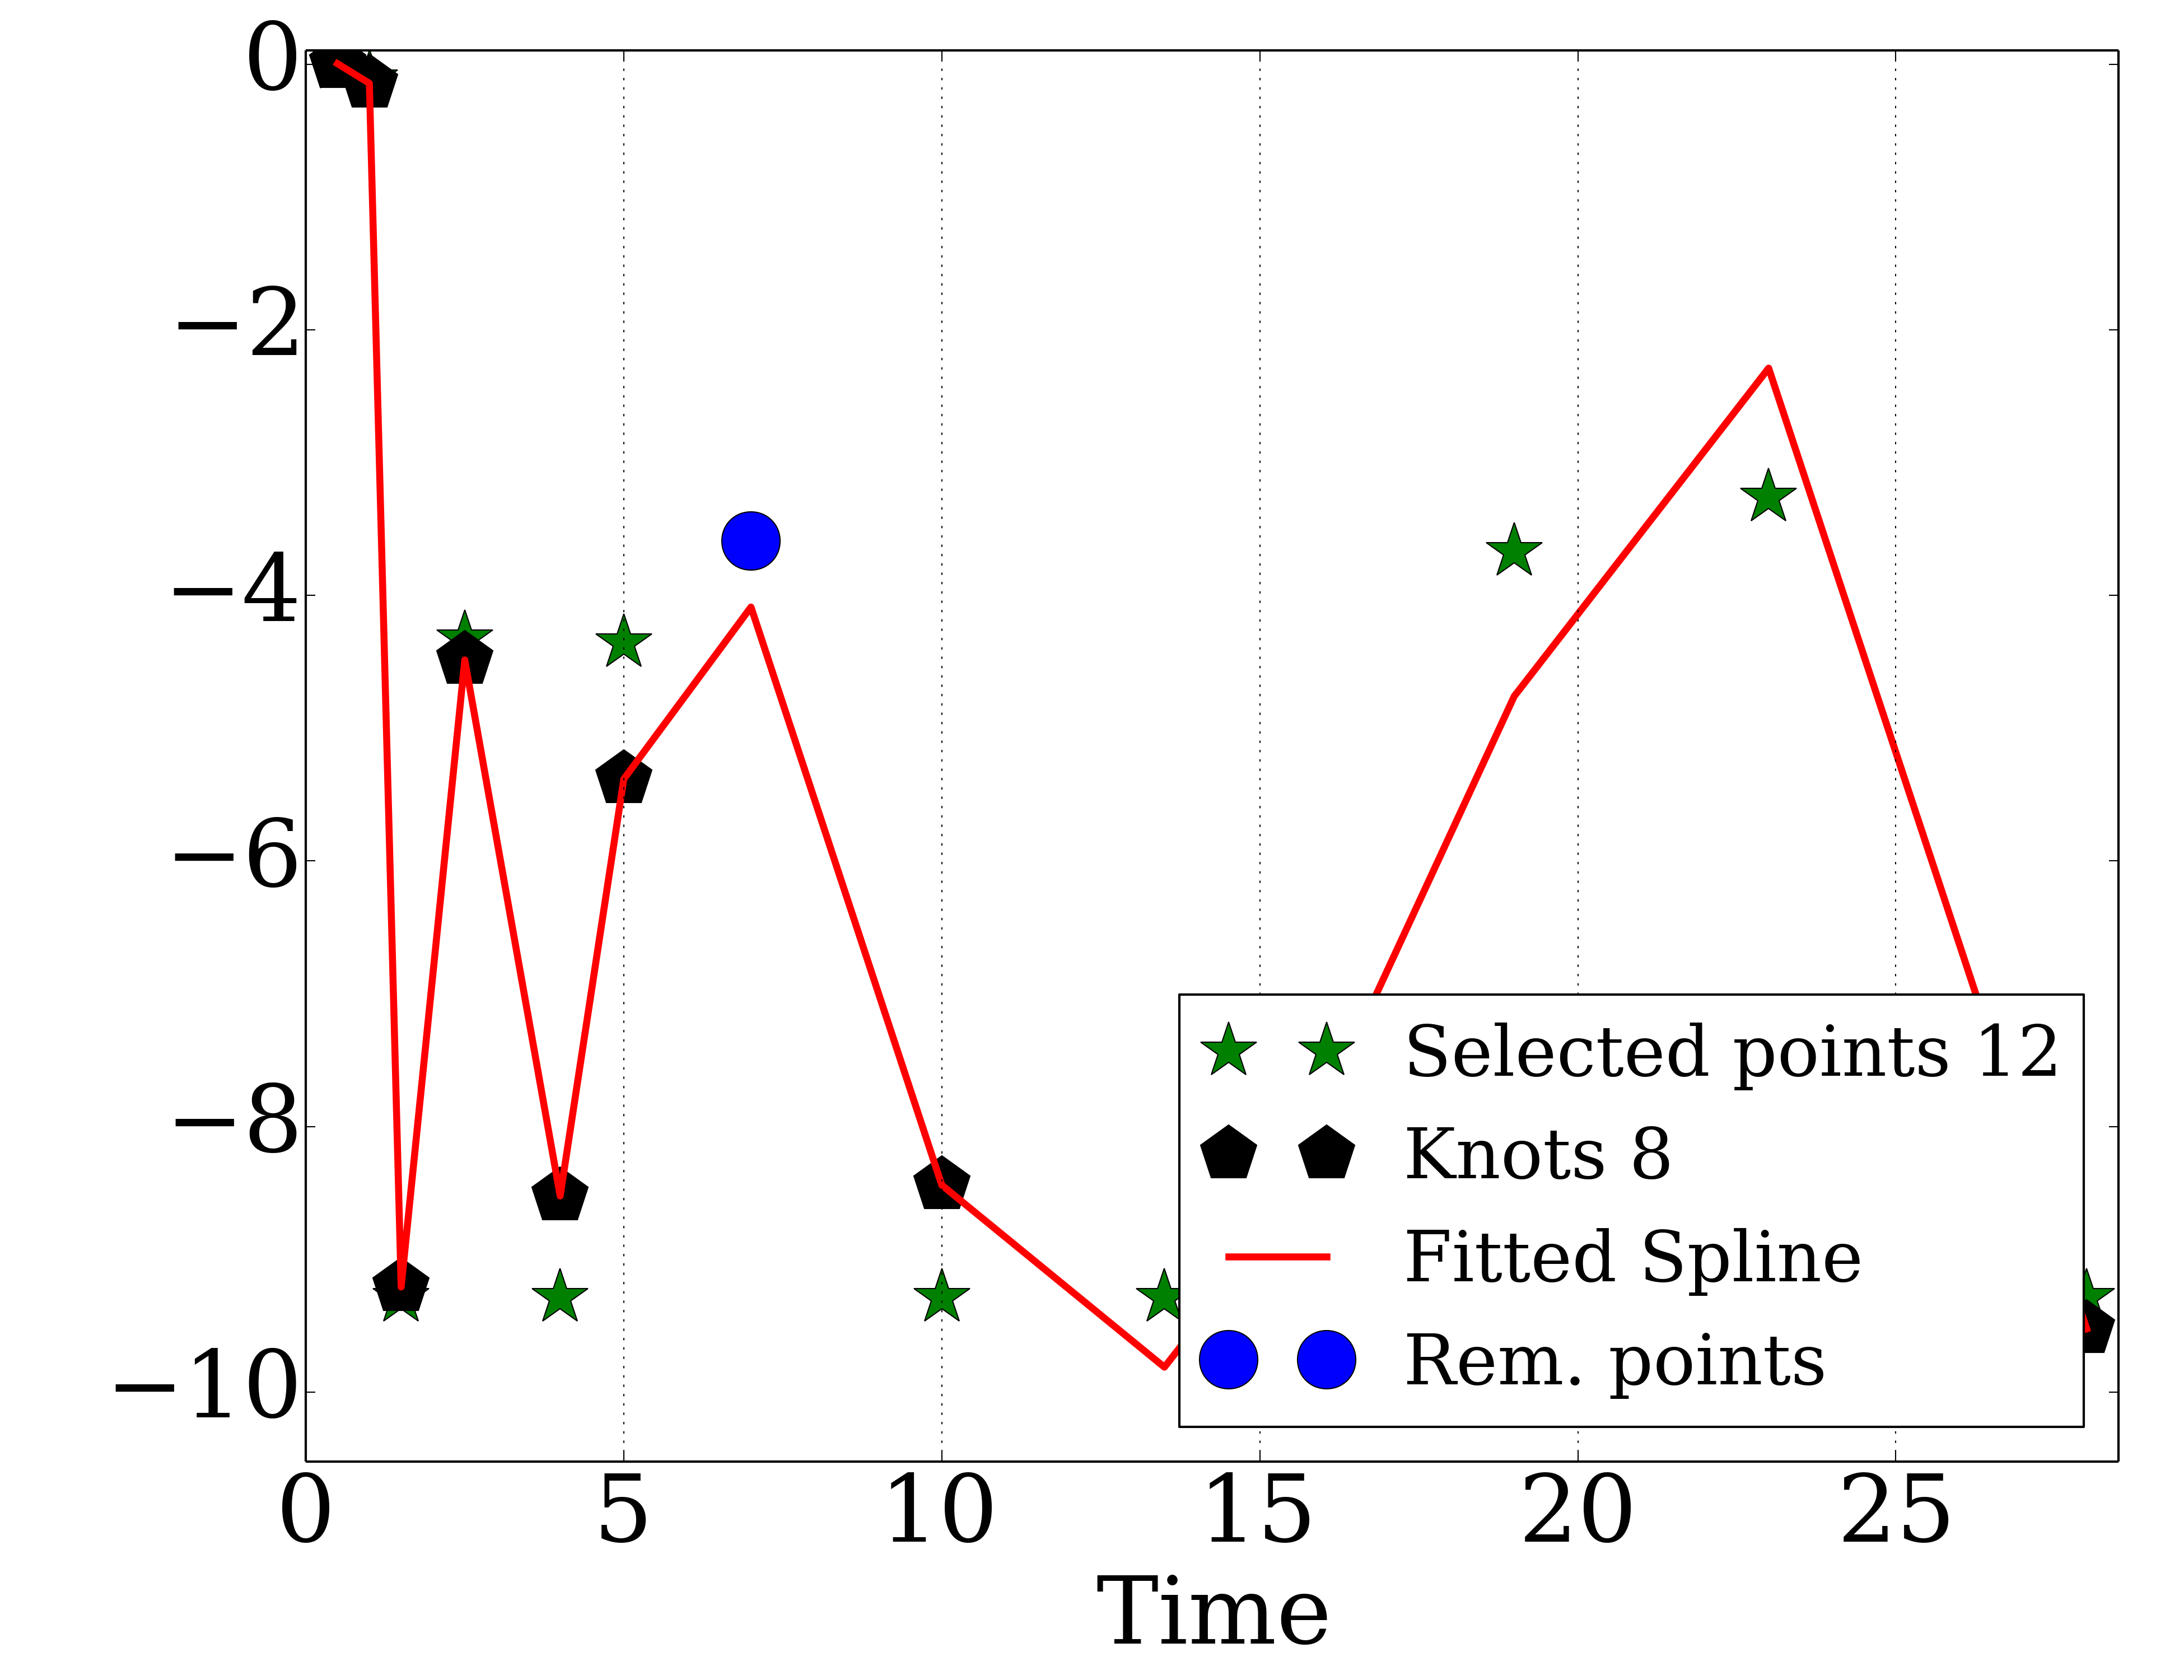 0
−2
−4
−6
−8
−10
0 5 10 15 20 25
Time
Selected points 12
Knots 8
Fitted Spline
Rem. points